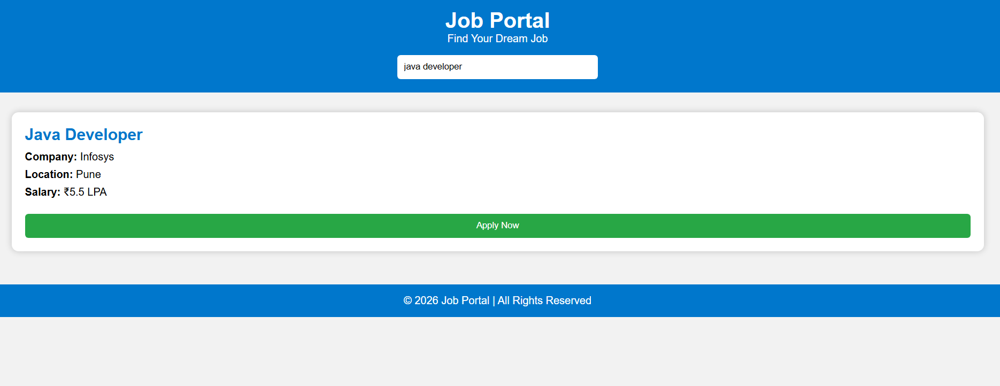 Job Portal
Find Your Dream Job
java developer
Java Developer
Company: Infosys
Location: Pune
Salary: ₹5.5 LPA
Apply Now
© 2026 Job Portal | All Rights Reserved